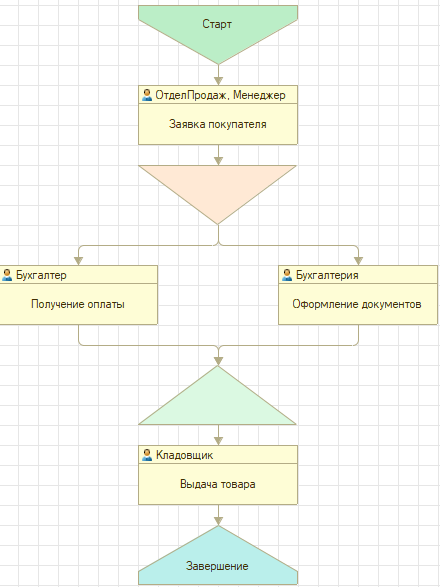 Старт
ОтделПродаж, Менеджер
Заявка покупателя
Бухгалтер
Получение оплаты
Бухгалтерия
Оформление документов
Кладовщик
Выдача товара
Завершение